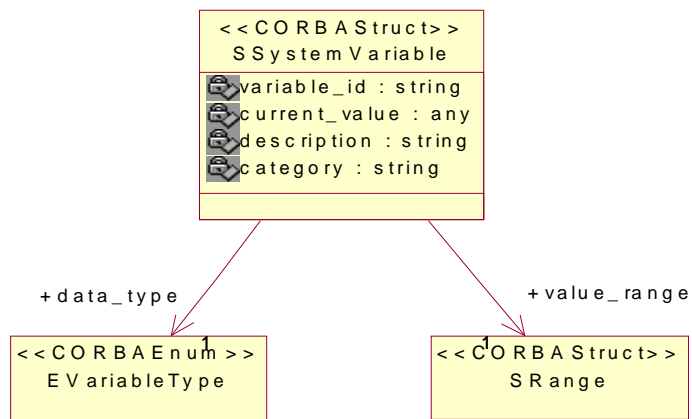 <<CORBAStruct>>
SSystemVariable
variable_id : string
current_value : any
description : string
category : string
+data_type
+value_range
1
1
<<CORBAEnum>>
EVariableType
<<CORBAStruct>>
SRange